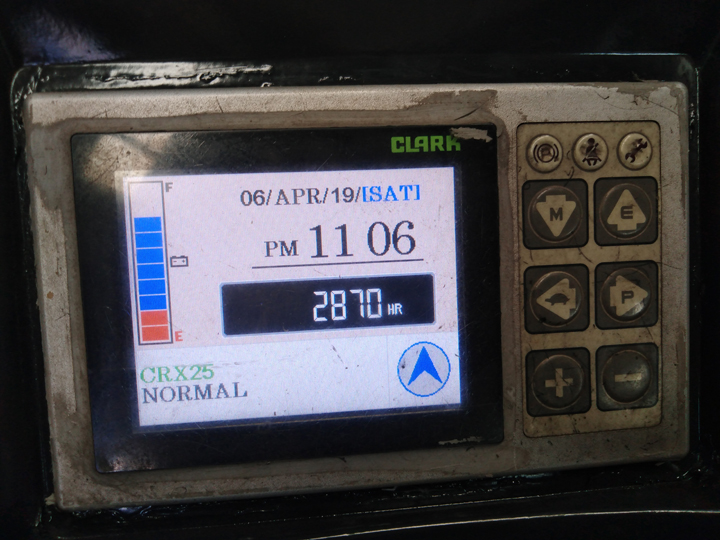 CLARK
F
06/APR/19/[SAT]
PM 11 06
2870 HR
E
CRX25
NORMAL
P
M
E
P
+
-